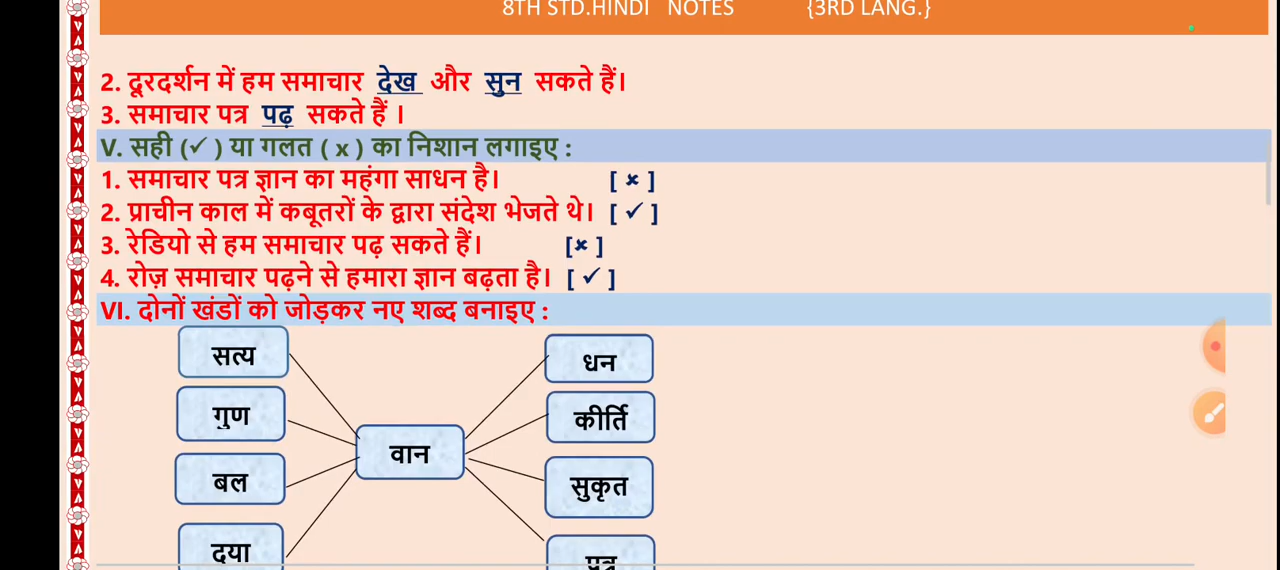 8TH STD.HINDI NOTES {3RD LANG.}
2. दूरदर्शन में हम समाचार देख और सुन सकते हैं।
3. समाचार पत्र पढ़ सकते हैं ।
V. सही (✓) या गलत ( x ) का निशान लगाइए :
1. समाचार पत्र ज्ञान का महंगा साधन है। [ × ]
2. प्राचीन काल में कबूतरों के द्वारा संदेश भेजते थे। [ ✓ ]
3. रेडियो से हम समाचार पढ़ सकते हैं। [× ]
4. रोज़ समाचार पढ़ने से हमारा ज्ञान बढ़ता है। [ ✓ ]
VI. दोनों खंडों को जोड़कर नए शब्द बनाइए :
सत्य
धन
गुण
कीर्ति
वान
बल
सुकृत
दया
पुत्र